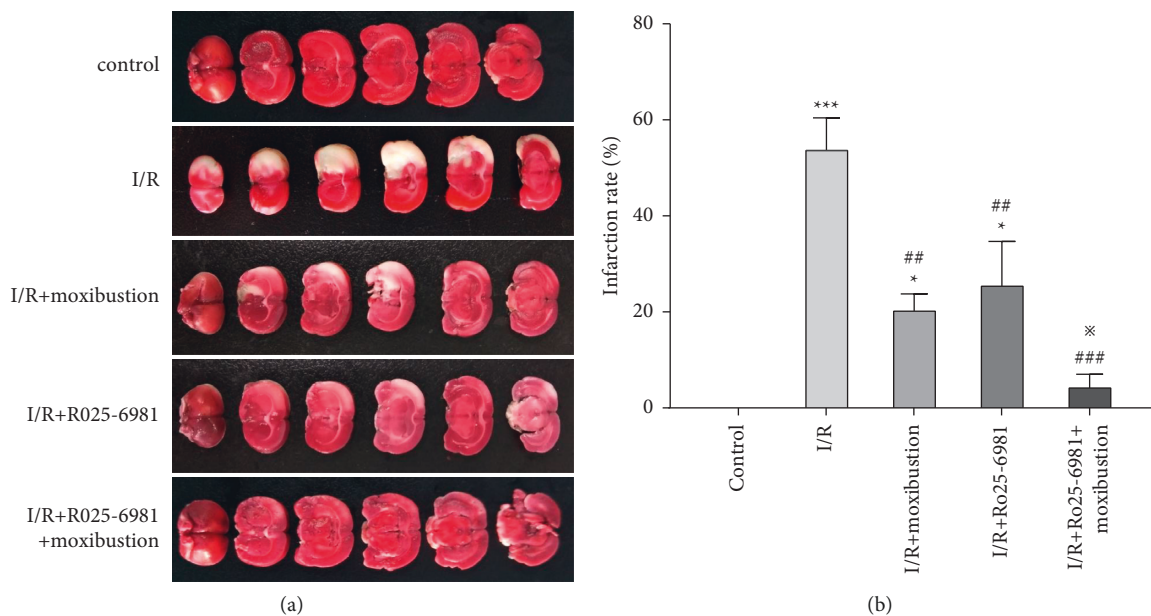 control
I/R
I/R+moxibustion
I/R+R025-6981
I/R+R025-6981
+moxibustion
(a)
Infarction rate (%)
80
60
40
20
0
***
##
*
##
*
※
###
Control
I/R
I/R+moxibustion
I/R+Ro25-6981
I/R+Ro25-6981+
moxibustion
(b)